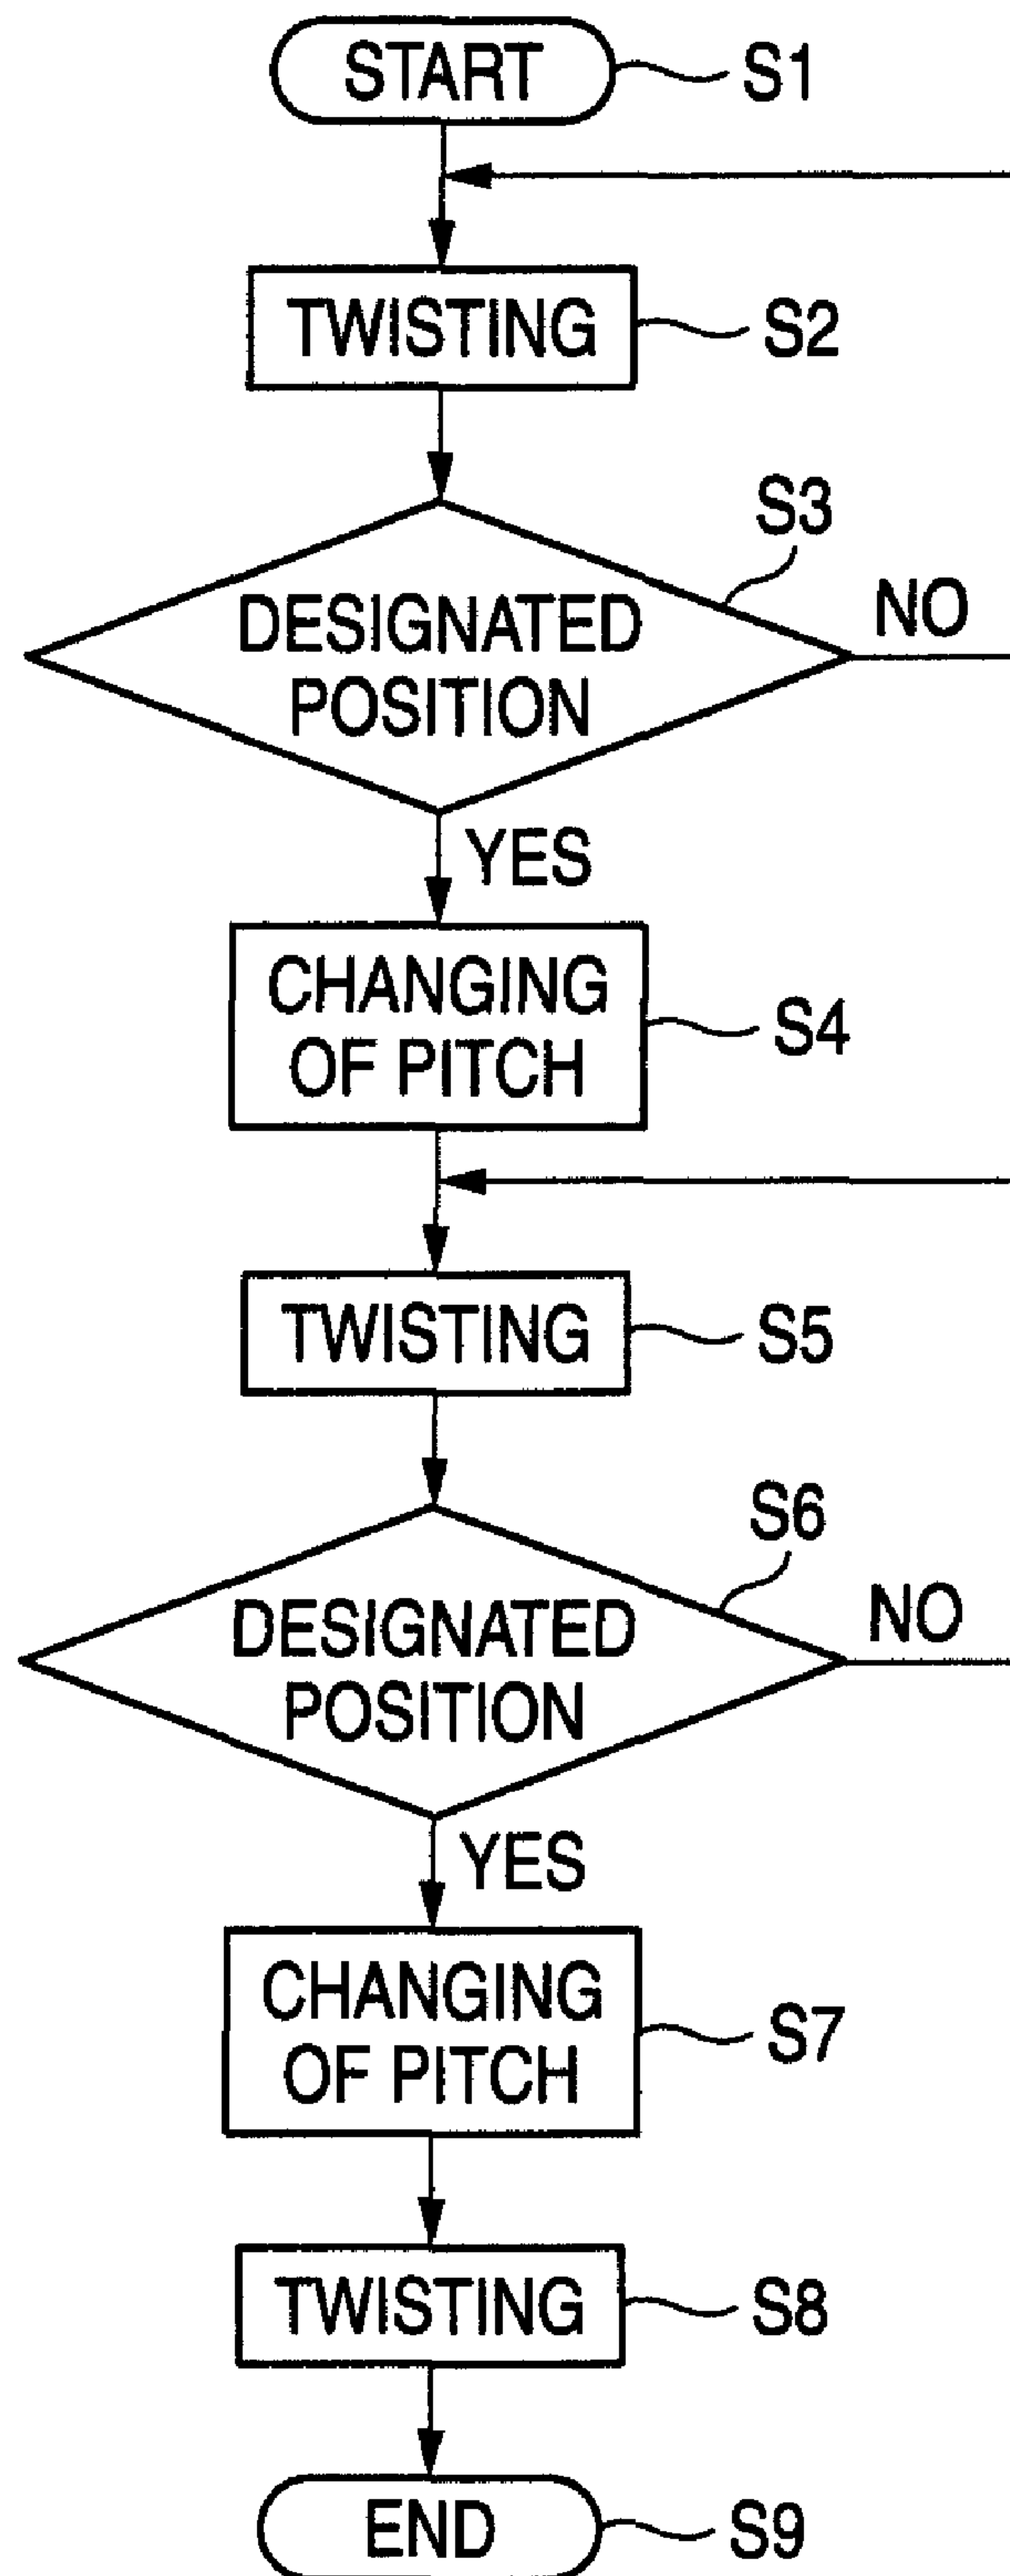 START
S1
TWISTING
S2
S3
DESIGNATED
POSITION
NO
YES
CHANGING
OF PITCH
S4
TWISTING
S5
S6
DESIGNATED
POSITION
NO
YES
CHANGING
OF PITCH
S7
TWISTING
S8
END
S9